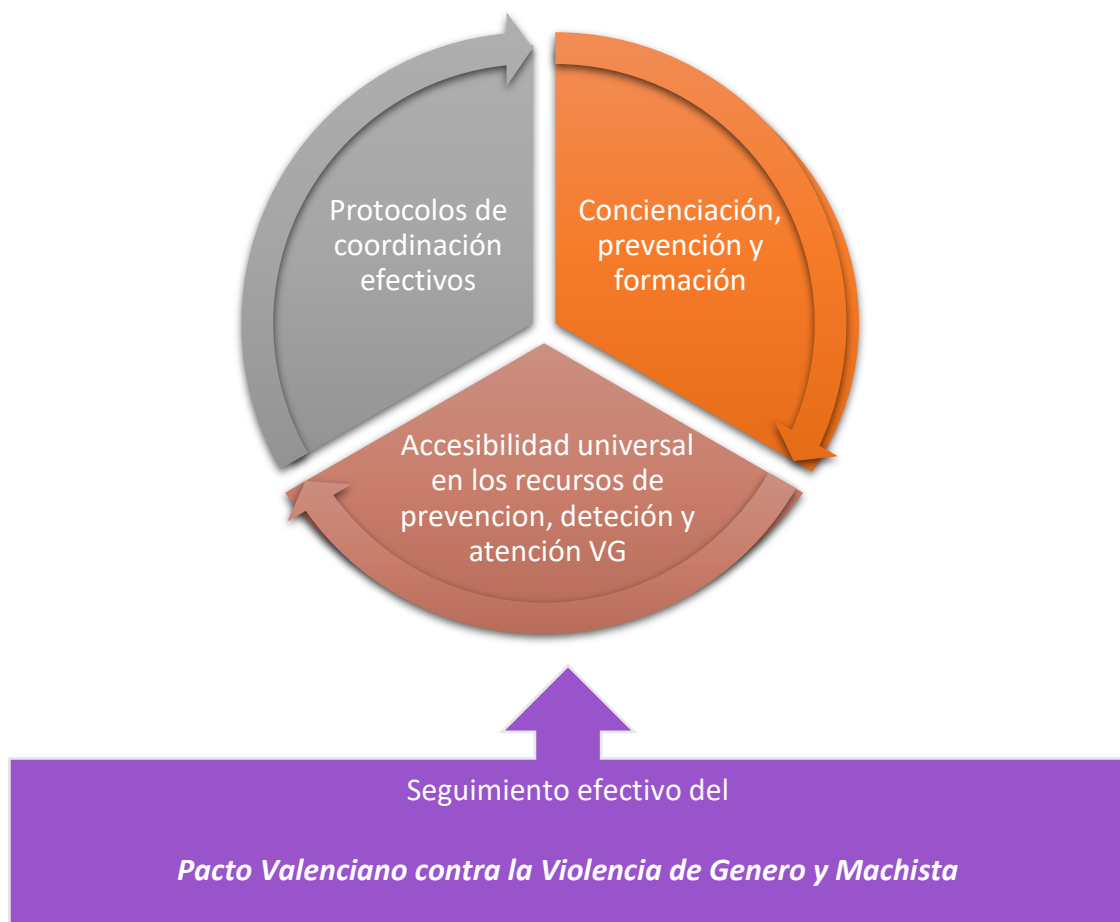 Protocolos de
coordinación
efectivos
Concienciación,
prevención y
formación
Accesibilidad universal
en los recursos de
prevencion, deteción y
atención VG
Seguimiento efectivo del
Pacto Valenciano contra la Violencia de Genero y Machista